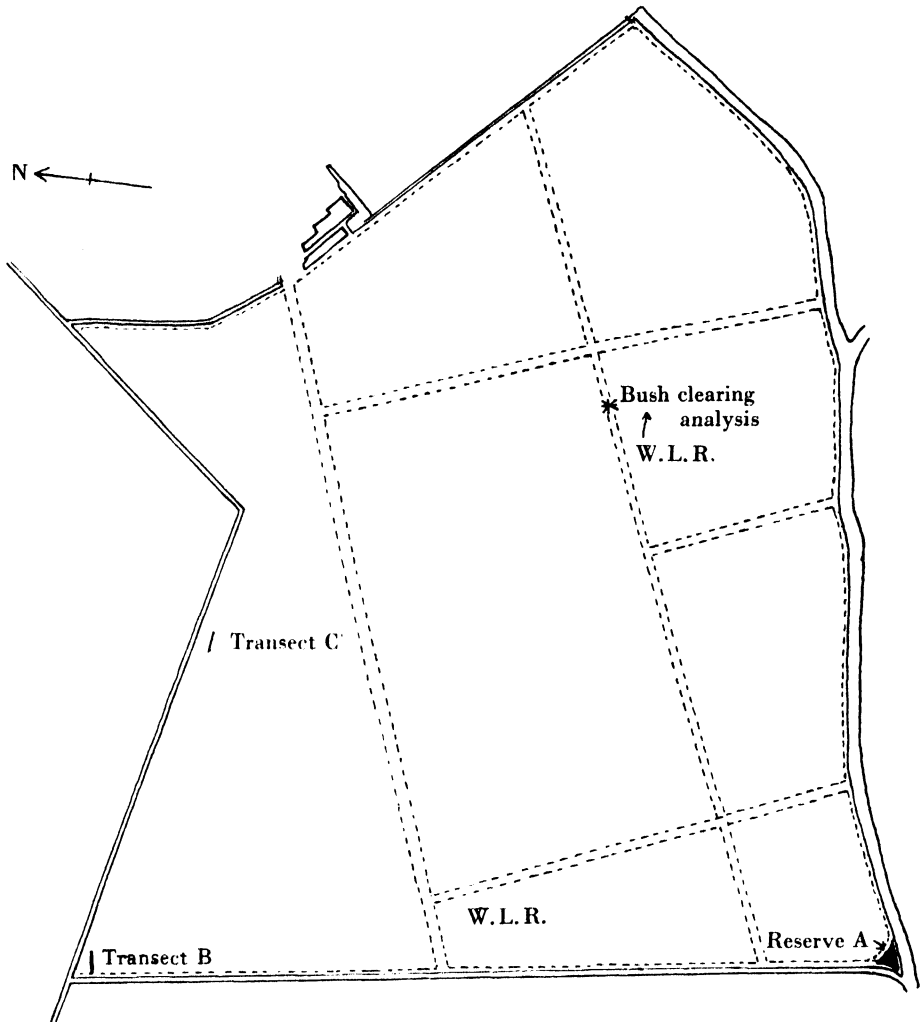 N
Bush clearing
analysis
W.L.R.
Transect C
W.L.R.
Reserve A
Transect B